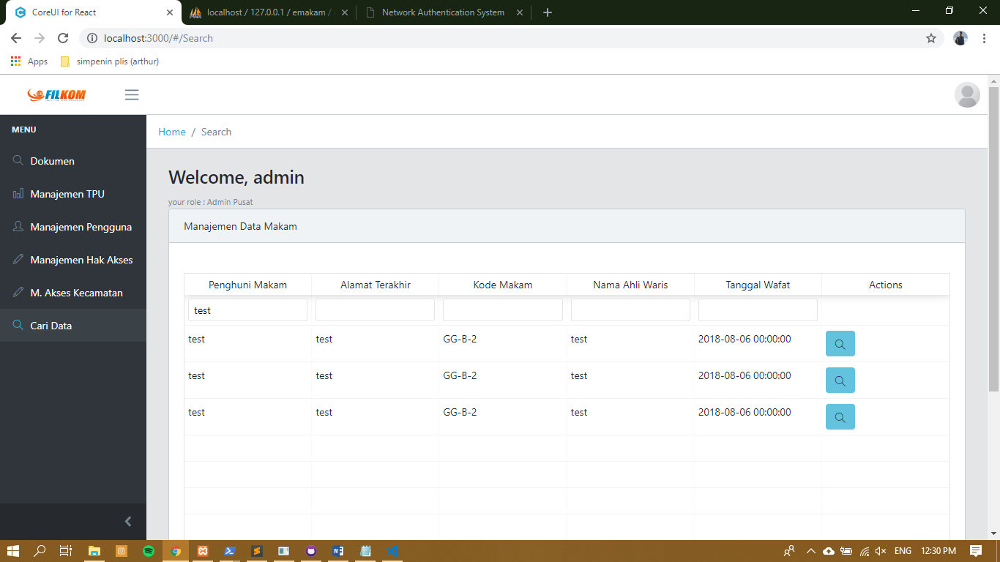 CoreUI for React
localhost / 127.0.0.1 / emakam /
Network Authentication System
localhost:3000/#/Search
Apps
simpenin plis (arthur)
FILKOM
MENU
Dokumen
Manajemen TPU
Manajemen Pengguna
Manajemen Hak Akses
M. Akses Kecamatan
Cari Data
Home / Search
Welcome, admin
your role : Admin Pusat
Manajemen Data Makam
Penghuni Makam Alamat Terakhir Kode Makam Nama Ahli Waris Tanggal Wafat Actions
test
test test GG-B-2 test 2018-08-06 00:00:00
test test GG-B-2 test 2018-08-06 00:00:00
test test GG-B-2 test 2018-08-06 00:00:00
ENG 12:30 PM